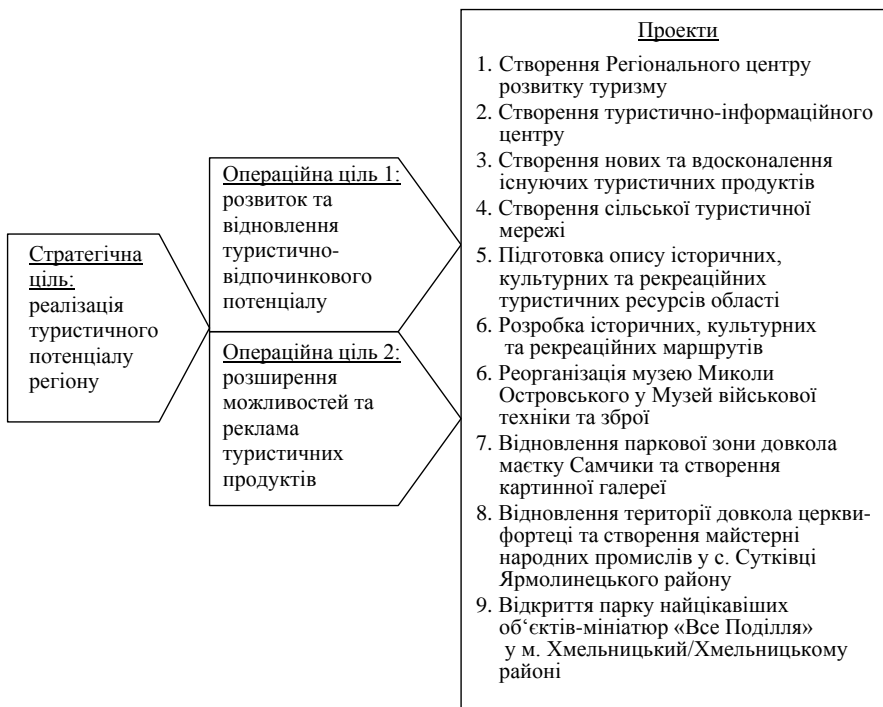 Стратегічна
ціль:
реалізація
туристичного
потенціалу
регіону
Операційна ціль 1:
розвиток та
відновлення
туристично-
відпочинкового
потенціалу
Операційна ціль 2:
розширення
можливостей та
реклама
туристичних
продуктів
Проекти
1. Створення Регіонального центру
розвитку туризму
2. Створення туристично-інформаційного
центру
3. Створення нових та вдосконалення
існуючих туристичних продуктів
4. Створення сільської туристичної
мережі
5. Підготовка опису історичних,
культурних та рекреаційних
туристичних ресурсів області
6. Розробка історичних, культурних
та рекреаційних маршрутів
6. Реорганізація музею Миколи
Островського у Музей військової
техніки та зброї
7. Відновлення паркової зони довкола
маєтку Самчики та створення
картинної галереї
8. Відновлення території довкола церкви-
фортеці та створення майстерні
народних промислів у с. Сутківці
Ярмолинецького району
9. Відкриття парку найцікавіших
об‘єктів-мініатюр «Все Поділля»
у м. Хмельницький/Хмельницькому
районі